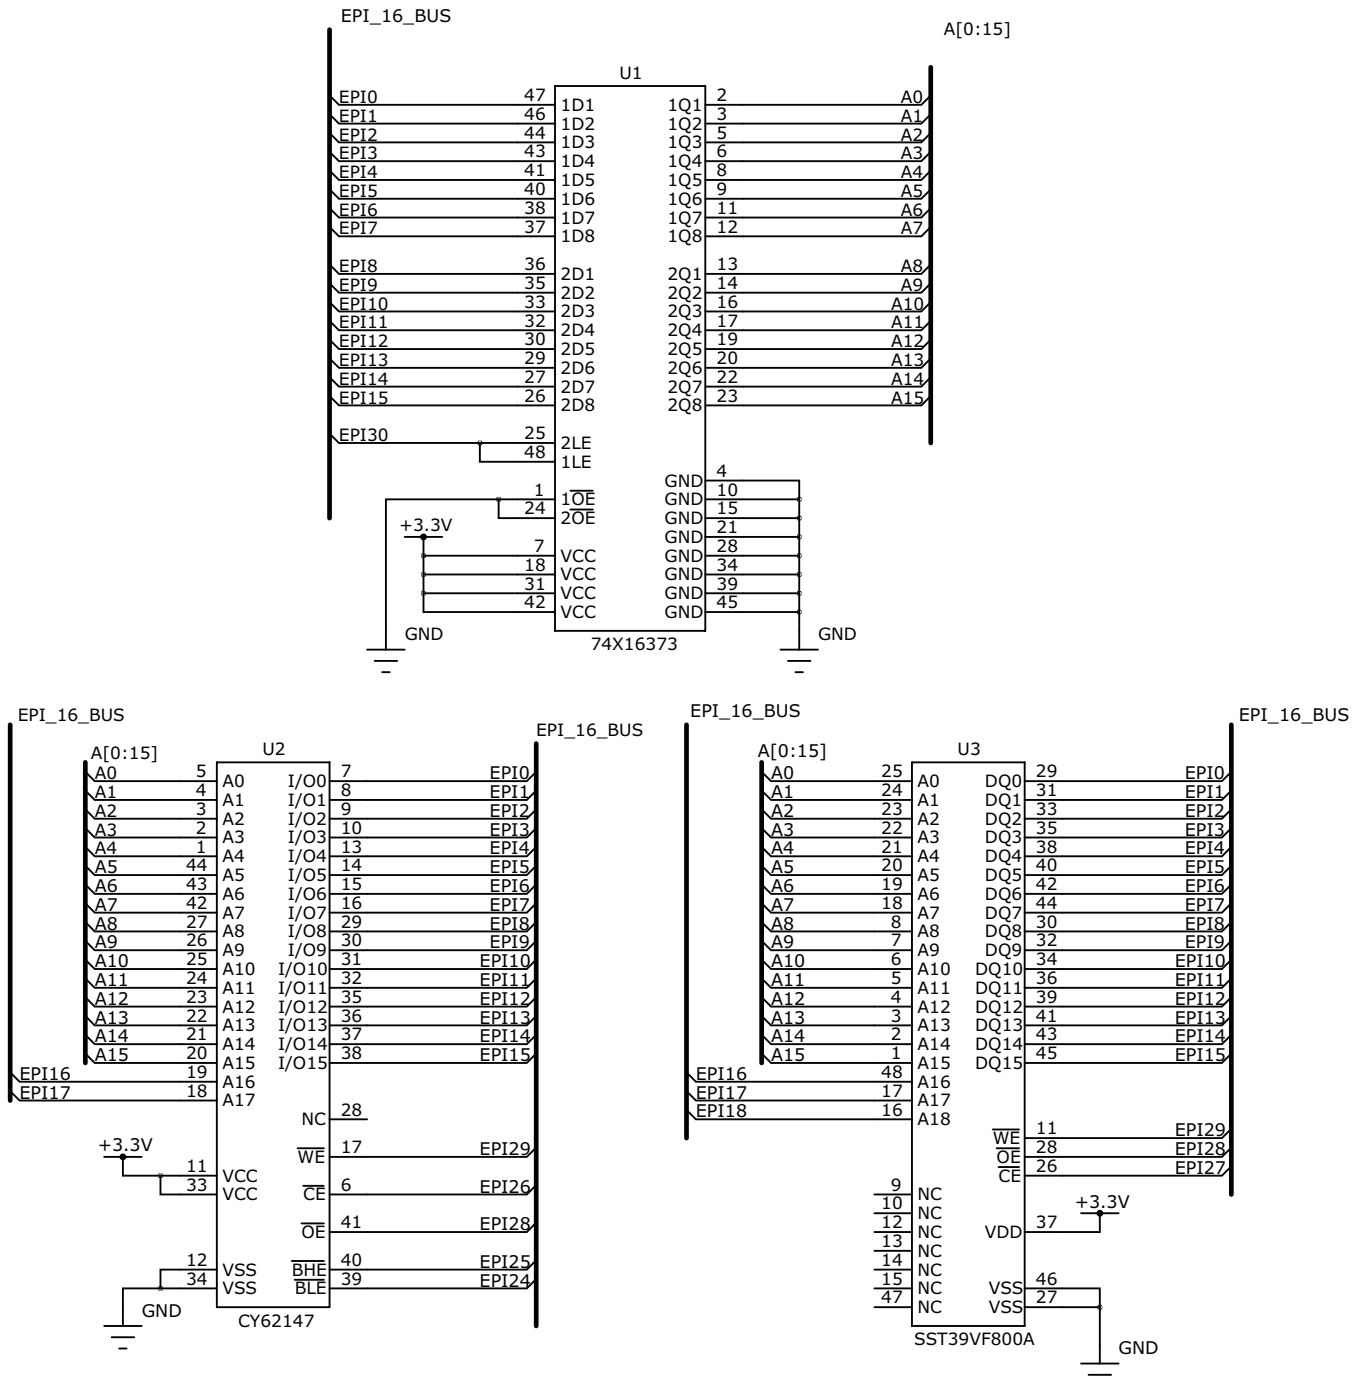 EPI_16_BUS
A[0:15]
U1
EPI0 47 1D1 1Q1 2 A0
EPI1 46 1D2 1Q2 3 A1
EPI2 44 1D3 1Q3 5 A2
EPI3 43 1D4 1Q4 6 A3
EPI4 41 1D5 1Q5 8 A4
EPI5 40 1D6 1Q6 9 A5
EPI6 38 1D7 1Q7 11 A6
EPI7 37 1D8 1Q8 12 A7
EPI8 36 2D1 2Q1 13 A8
EPI9 35 2D2 2Q2 14 A9
EPI10 33 2D3 2Q3 16 A10
EPI11 32 2D4 2Q4 17 A11
EPI12 30 2D5 2Q5 19 A12
EPI13 29 2D6 2Q6 20 A13
EPI14 27 2D7 2Q7 22 A14
EPI15 26 2D8 2Q8 23 A15
EPI30 25 2LE
48 1LE
GND 4
1 1OE GND 10
24 2OE GND 15
+3.3V GND 21
7 VCC GND 28
18 VCC GND 34
31 VCC GND 39
42 VCC GND 45
GND
74X16373
GND
EPI_16_BUS
EPI_16_BUS
A[0:15]
U2
A0 5 A0 I/O0 7 EPI0
A1 4 A1 I/O1 8 EPI1
A2 3 A2 I/O2 9 EPI2
A3 2 A3 I/O3 10 EPI3
A4 1 A4 I/O4 13 EPI4
A5 44 A5 I/O5 14 EPI5
A6 43 A6 I/O6 15 EPI6
A7 42 A7 I/O7 16 EPI7
A8 27 A8 I/O8 29 EPI8
A9 26 A9 I/O9 30 EPI9
A10 25 A10 I/O10 31 EPI10
A11 24 A11 I/O11 32 EPI11
A12 23 A12 I/O12 35 EPI12
A13 22 A13 I/O13 36 EPI13
A14 21 A14 I/O14 37 EPI14
A15 20 A15 I/O15 38 EPI15
EPI16 19 A16
EPI17 18 A17
NC 28
+3.3V
WE 17 EPI29
11 VCC
33 VCC CE 6 EPI26
OE 41 EPI28
12 VSS BHE 40 EPI25
34 VSS BLE 39 EPI24
GND
CY62147
EPI_16_BUS
EPI_16_BUS
A[0:15]
U3
A0 25 A0 DQ0 29 EPI0
A1 24 A1 DQ1 31 EPI1
A2 23 A2 DQ2 33 EPI2
A3 22 A3 DQ3 35 EPI3
A4 21 A4 DQ4 38 EPI4
A5 20 A5 DQ5 40 EPI5
A6 19 A6 DQ6 42 EPI6
A7 18 A7 DQ7 44 EPI7
A8 8 A8 DQ8 30 EPI8
A9 7 A9 DQ9 32 EPI9
A10 6 A10 DQ10 34 EPI10
A11 5 A11 DQ11 36 EPI11
A12 4 A12 DQ12 39 EPI12
A13 3 A13 DQ13 41 EPI13
A14 2 A14 DQ14 43 EPI14
A15 1 A15 DQ15 45 EPI15
EPI16 48 A16
EPI17 17 A17
EPI18 16 A18
WE 11 EPI29
OE 28 EPI28
CE 26 EPI27
9 NC
10 NC +3.3V
12 NC VDD 37
13 NC
14 NC
15 NC VSS 46
47 NC VSS 27
SST39VF800A
GND